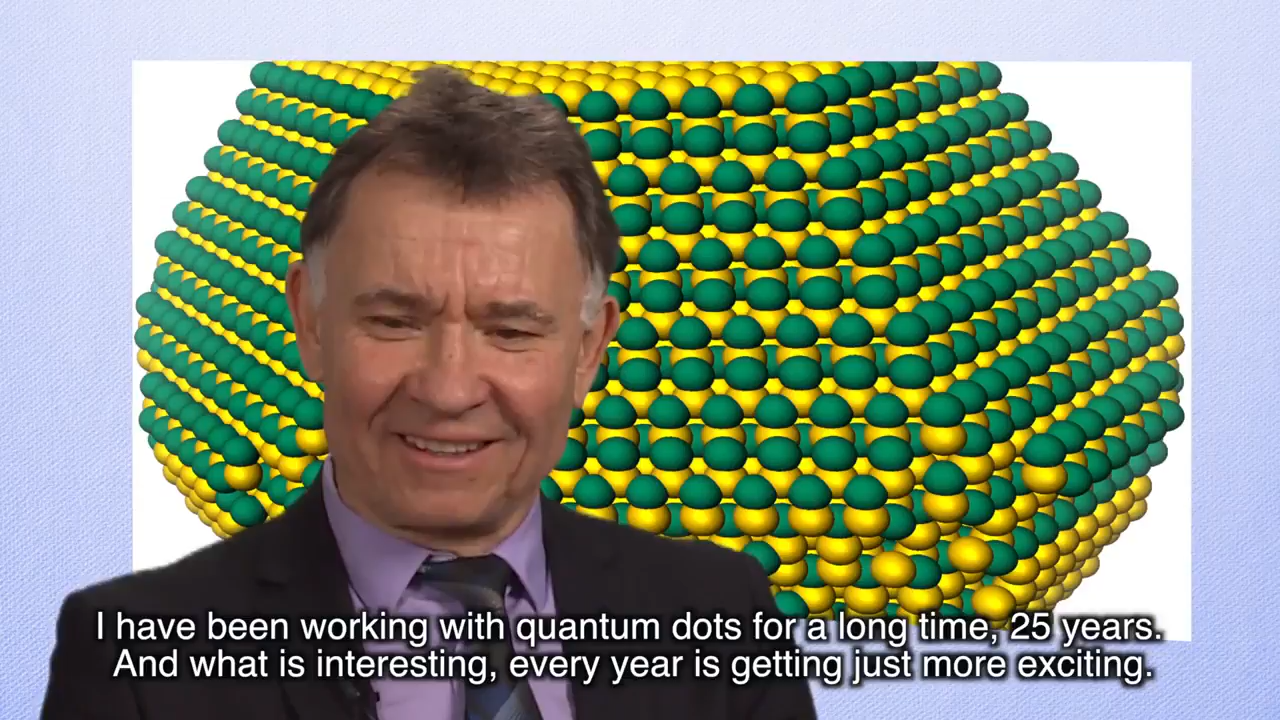 I have been working with quantum dots for a long time, 25 years.
And what is interesting, every year is getting just more exciting.